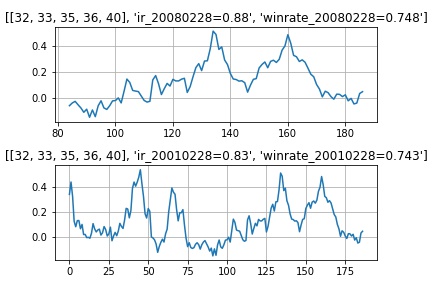 [[32, 33, 35, 36, 40], 'ir_20080228=0.88', 'winrate_20080228=0.748']
0.4
0.2
0.0
80 100 120 140 160 180
[[32, 33, 35, 36, 40], 'ir_20010228=0.83', 'winrate_20010228=0.743']
0.4
0.2
0.0
0 25 50 75 100 125 150 175